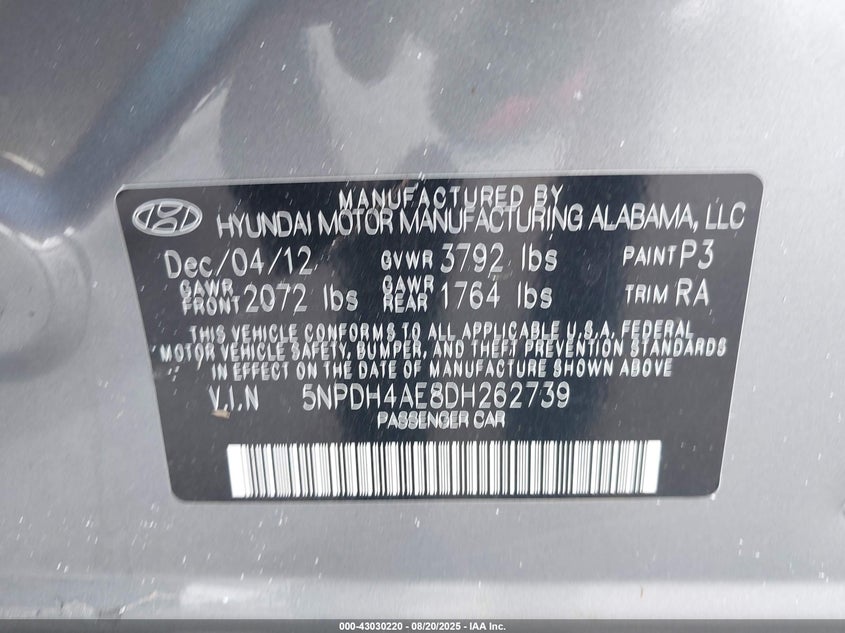 MANUFACTURED BY
HYUNDAI MOTOR MANUFACTURING ALABAMA, LLC
Dec/04/12 GVWR 3792 lbs PAINT P3
GAWR FRONT 2072 lbs GAWR REAR 1764 lbs TRIM RA
THIS VEHICLE CONFORMS TO ALL APPLICABLE U.S.A. FEDERAL
MOTOR VEHICLE SAFETY, BUMPER, AND THEFT PREVENTION STANDARDS
IN EFFECT ON THE DATE OF MANUFACTURE SHOWN ABOVE.
V.I.N 5NPDH4AE8DH262739
PASSENGER CAR
000-43030220 - 08/20/2025 - IAA Inc.